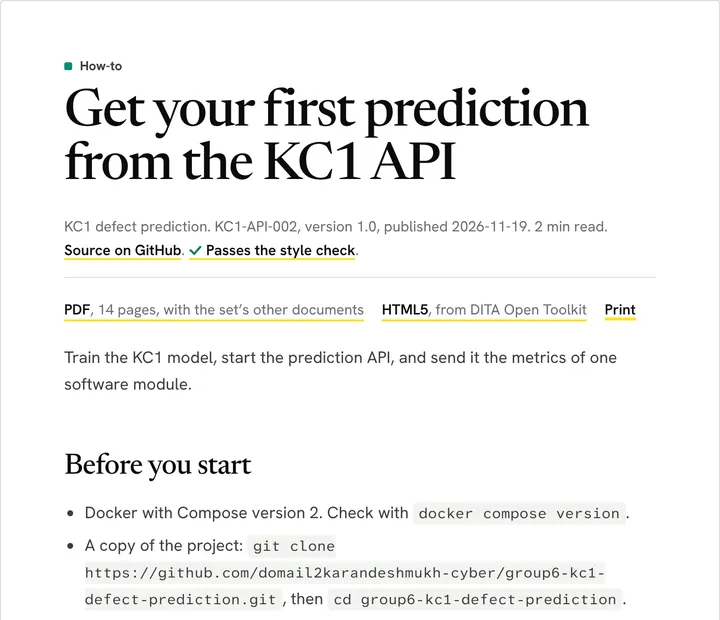 How-to
Get your first prediction
from the KC1 API
KC1 defect prediction. KC1-API-002, version 1.0, published 2026-11-19. 2 min read.
Source on GitHub. ✓ Passes the style check.
PDF, 14 pages, with the set’s other documents HTML5, from DITA Open Toolkit Print
Train the KC1 model, start the prediction API, and send it the metrics of one
software module.
Before you start
• Docker with Compose version 2. Check with docker compose version.
• A copy of the project: git clone
https://github.com/domail2karandeshmukh-cyber/group6-kc1-
defect-prediction.git, then cd group6-kc1-defect-prediction.